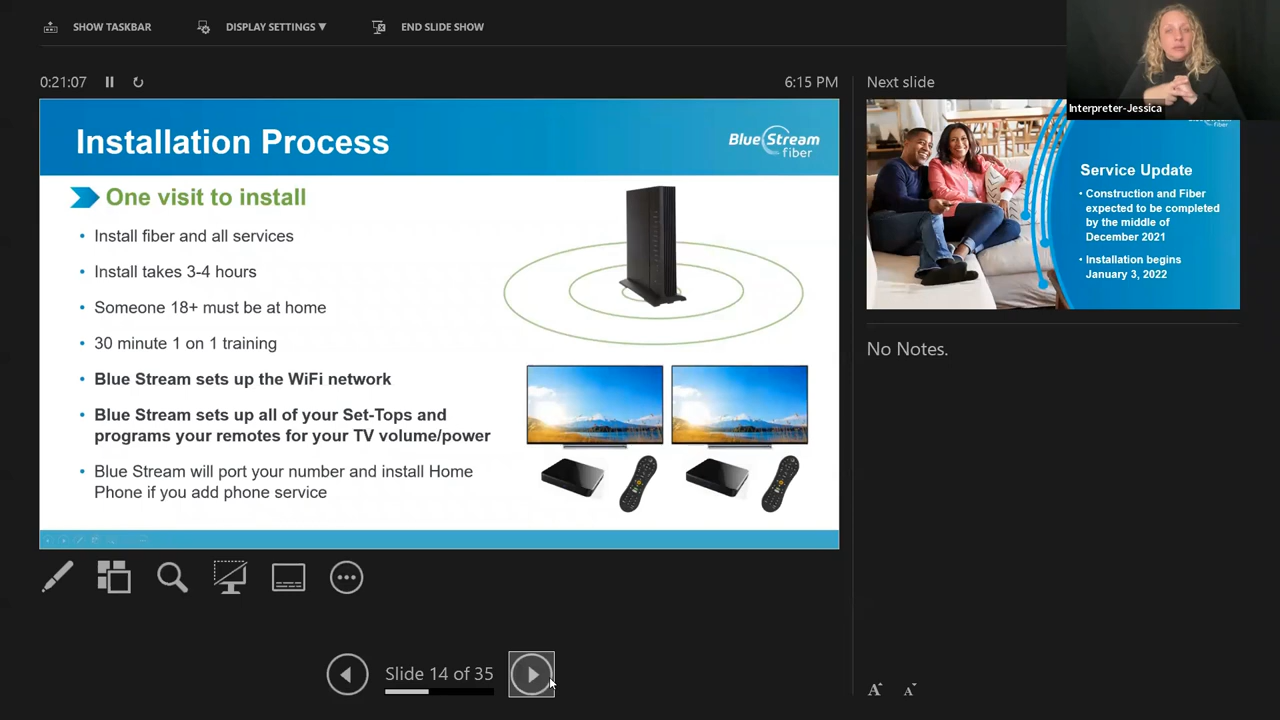 SHOW TASKBAR
DISPLAY SETTINGS ▼
END SLIDE SHOW
Interpreter-Jessica
0:21:07
6:15 PM
Next slide
Installation Process
Blue Stream
fiber
One visit to install
• Install fiber and all services
• Install takes 3-4 hours
• Someone 18+ must be at home
• 30 minute 1 on 1 training
• Blue Stream sets up the WiFi network
• Blue Stream sets up all of your Set-Tops and
programs your remotes for your TV volume/power
• Blue Stream will port your number and install Home
Phone if you add phone service
fiber
Service Update
• Construction and Fiber
expected to be completed
by the middle of
December 2021
• Installation begins
January 3, 2022
No Notes.
Slide 14 of 35
A A